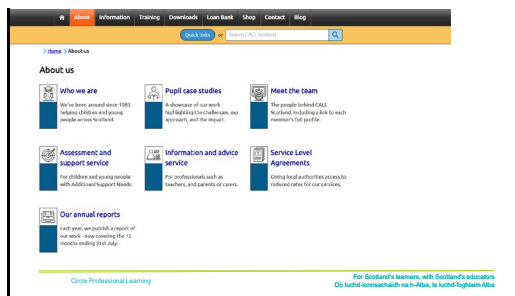 About Information Training Downloads Loan Bank Shop Contact Blog
Quick links or Search CALL Scotland
> Home > About us
About us
Who we are
We've been around since 1983
helping children and young
people across Scotland.
Pupil case studies
A showcase of our work
highlighting the challenges, our
approach, and the impact.
Meet the team
The people behind CALL
Scotland, including a link to each
member's full profile.
Assessment and
support service
For children and young people
with Additional Support Needs.
Information and advice
service
For professionals such as
teachers, and parents or carers.
Service Level
Agreements
Giving local authorities access to
reduced rates for our services.
Our annual reports
Each year, we publish a report of
our work - now covering the 12
months ending 31st July.
Circle Professional Learning
For Scotland's learners, with Scotland's educators
Do luchd-ionnsachaidh na h-Alba, le luchd-foghlaim Alba